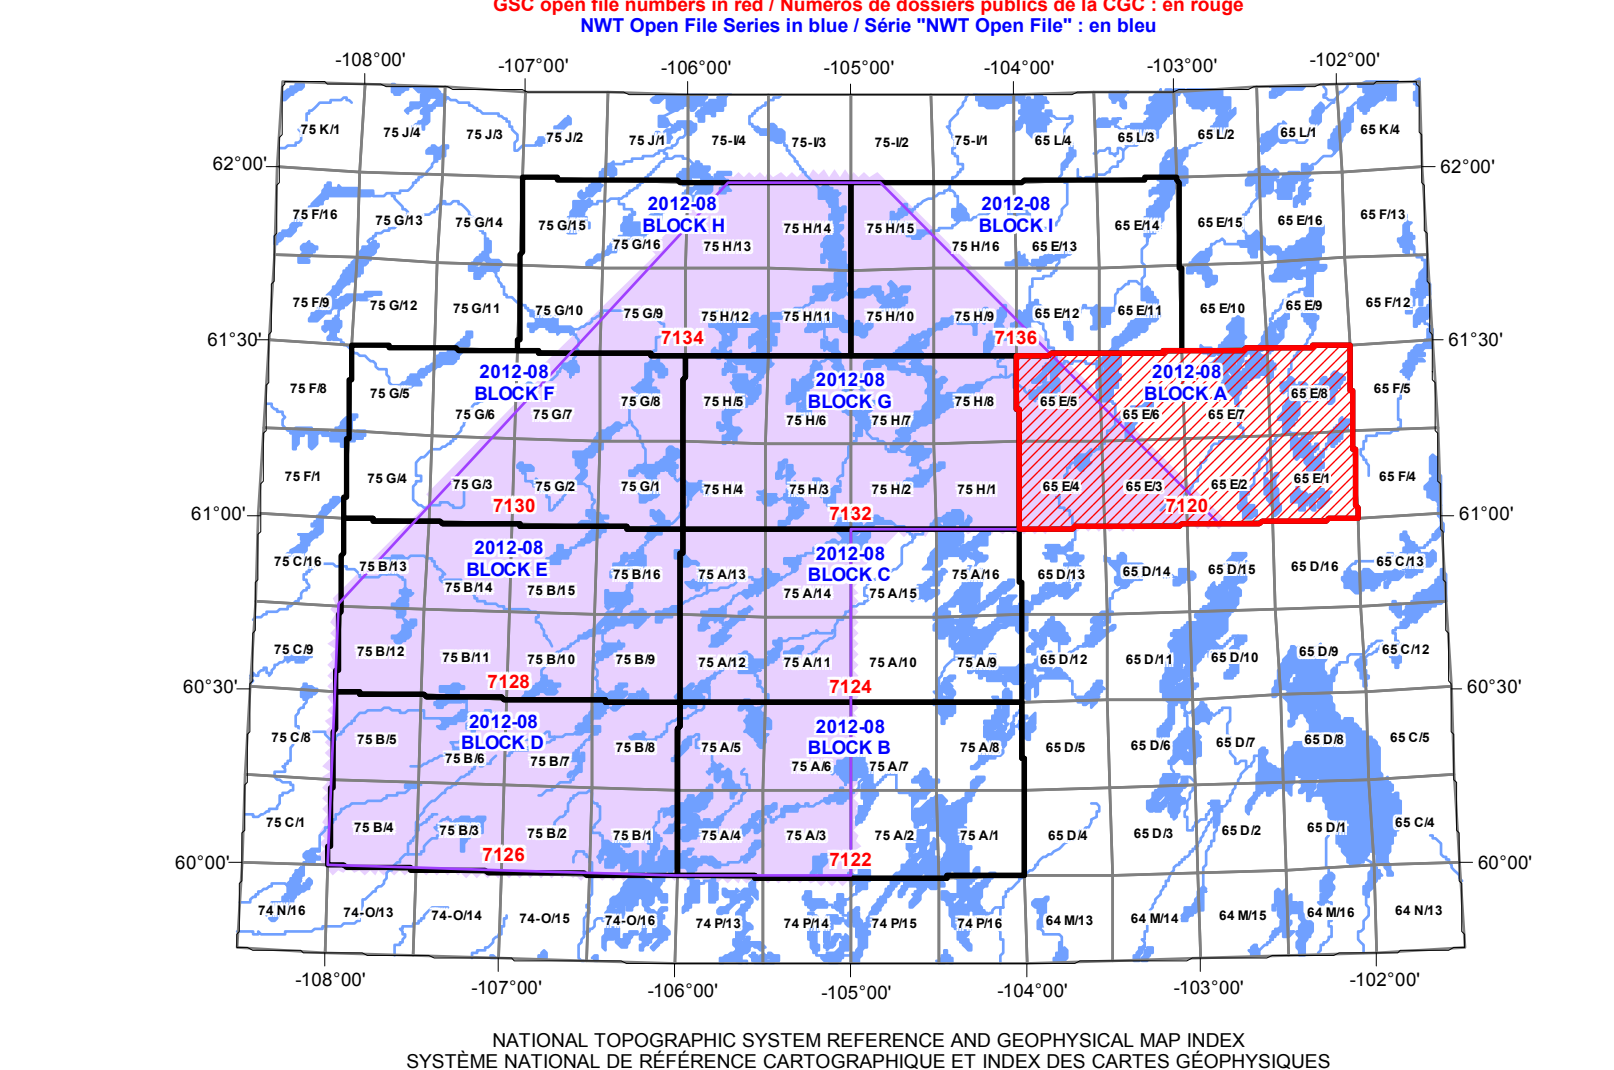 GSC open file numbers in red / Numéros de dossiers publics de la CGC : en rouge
NWT Open File Series in blue / Série "NWT Open File" : en bleu
-108°00' -107°00' -106°00' -105°00' -104°00' -103°00' -102°00'
75 K/1 75 J/4 75 J/3 75 J/2 75 J/1 75-I/4 75-I/3 75-I/2 75-I/1 65 L/4 65 L/3 65 L/2 65 L/1 65 K/4
62°00' 62°00'
2012-08 2012-08
BLOCK H BLOCK I
75 F/16 75 G/13 75 G/14 75 G/15 75 G/16 75 H/13 75 H/14 75 H/15 75 H/16 65 E/13 65 E/14 65 E/15 65 E/16 65 F/13
75 F/9 75 G/12 75 G/11 75 G/10 75 G/9 75 H/12 75 H/11 75 H/10 75 H/9 65 E/12 65 E/11 65 E/10 65 E/9 65 F/12
61°30' 7134 7136 61°30'
2012-08 2012-08 2012-08
BLOCK F BLOCK G BLOCK A
75 F/8 75 G/5 75 G/6 75 G/7 75 G/8 75 H/5 75 H/6 75 H/7 75 H/8 65 E/5 65 E/6 65 E/7 65 E/8 65 F/5
75 F/1 75 G/4 75 G/3 75 G/2 75 G/1 75 H/4 75 H/3 75 H/2 75 H/1 65 E/4 65 E/3 65 E/2 65 E/1 65 F/4
61°00' 7130 7132 7120 61°00'
2012-08 2012-08
BLOCK E BLOCK C
75 C/16 75 B/13 75 B/14 75 B/15 75 B/16 75 A/13 75 A/14 75 A/15 75 A/16 65 D/13 65 D/14 65 D/15 65 D/16 65 C/13
75 C/9 75 B/12 75 B/11 75 B/10 75 B/9 75 A/12 75 A/11 75 A/10 75 A/9 65 D/12 65 D/11 65 D/10 65 D/9 65 C/12
60°30' 7128 7124 60°30'
2012-08 2012-08
BLOCK D BLOCK B
75 C/8 75 B/5 75 B/6 75 B/7 75 B/8 75 A/5 75 A/6 75 A/7 75 A/8 65 D/5 65 D/6 65 D/7 65 D/8 65 C/5
75 C/1 75 B/4 75 B/3 75 B/2 75 B/1 75 A/4 75 A/3 75 A/2 75 A/1 65 D/4 65 D/3 65 D/2 65 D/1 65 C/4
60°00' 7126 7122 60°00'
74 N/16 74-O/13 74-O/14 74-O/15 74-O/16 74 P/13 74 P/14 74 P/15 74 P/16 64 M/13 64 M/14 64 M/15 64 M/16 64 N/13
-108°00' -107°00' -106°00' -105°00' -104°00' -103°00' -102°00'
NATIONAL TOPOGRAPHIC SYSTEM REFERENCE AND GEOPHYSICAL MAP INDEX
SYSTÈME NATIONAL DE RÉFÉRENCE CARTOGRAPHIQUE ET INDEX DES CARTES GÉOPHYSIQUES